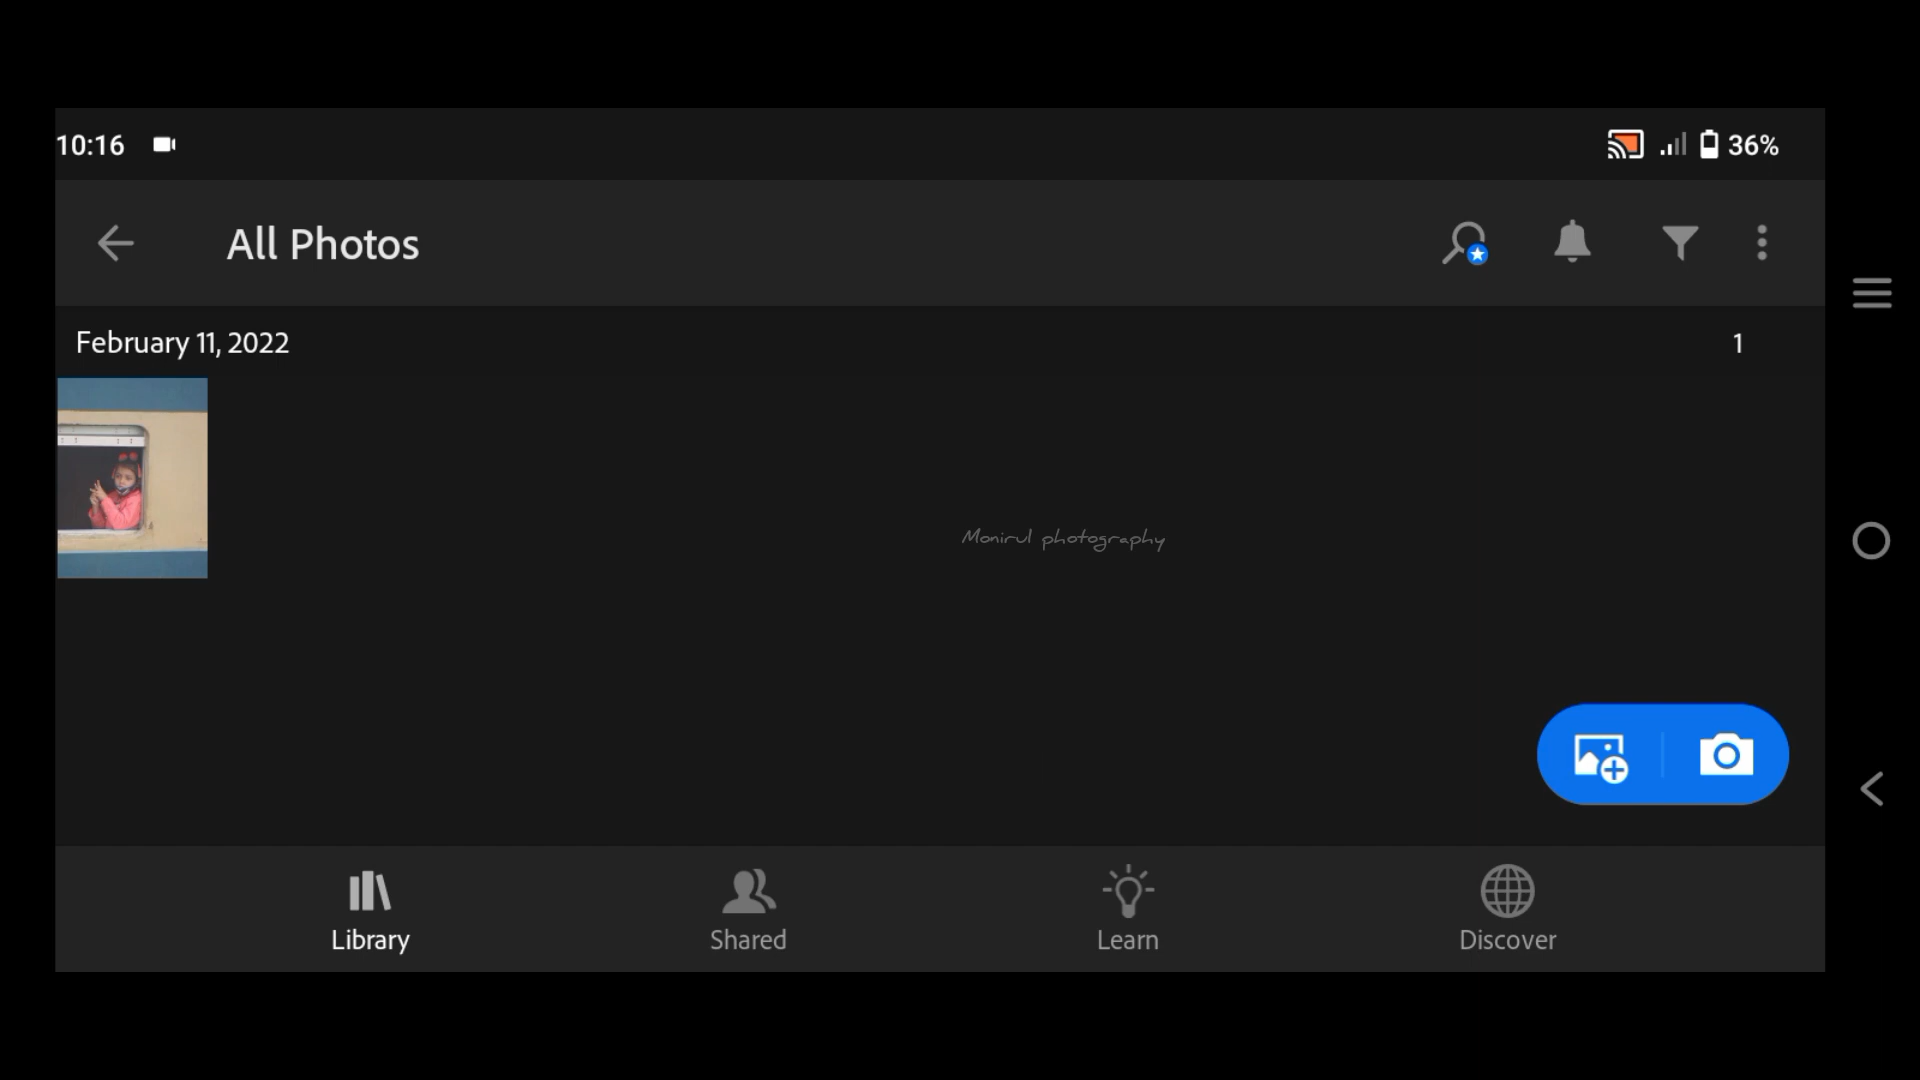 10:16
36%
All Photos
February 11, 2022
1
Monirul photography
Library
Shared
Learn
Discover